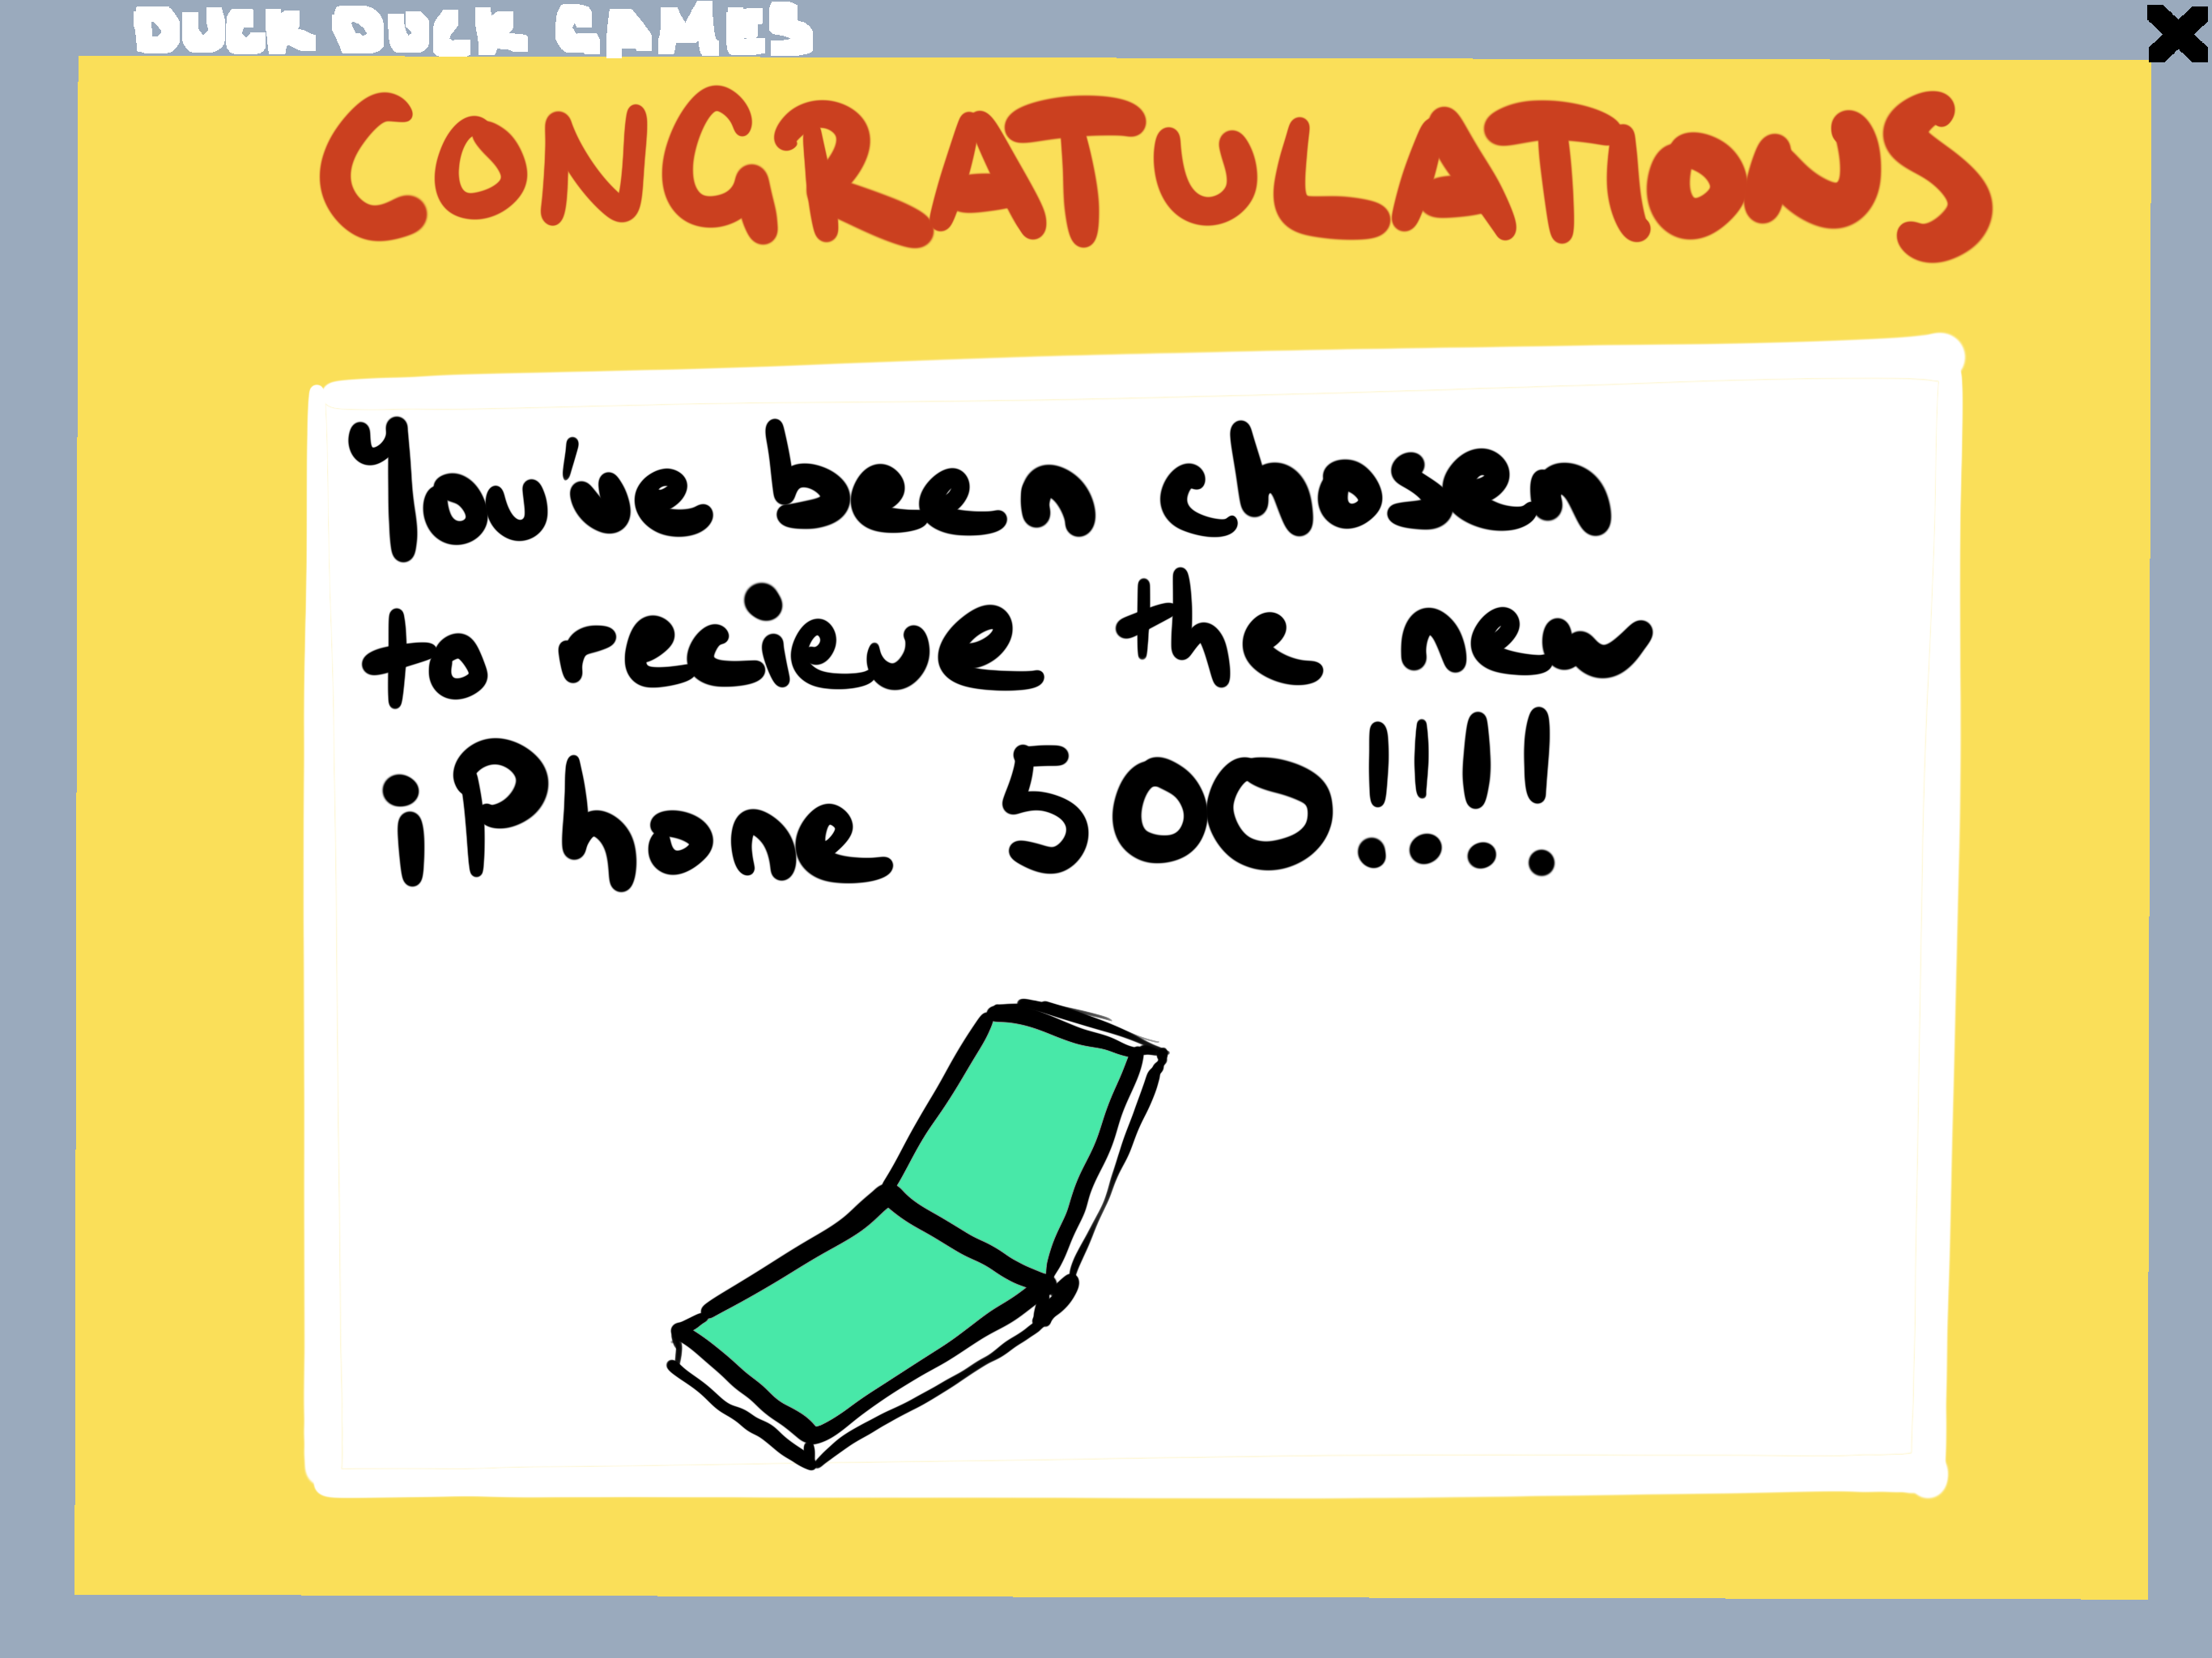 DUCK DUCK GAMES
CONGRATULATIONS
You've been chosen
to recieve the new
iPhone 500!!!!